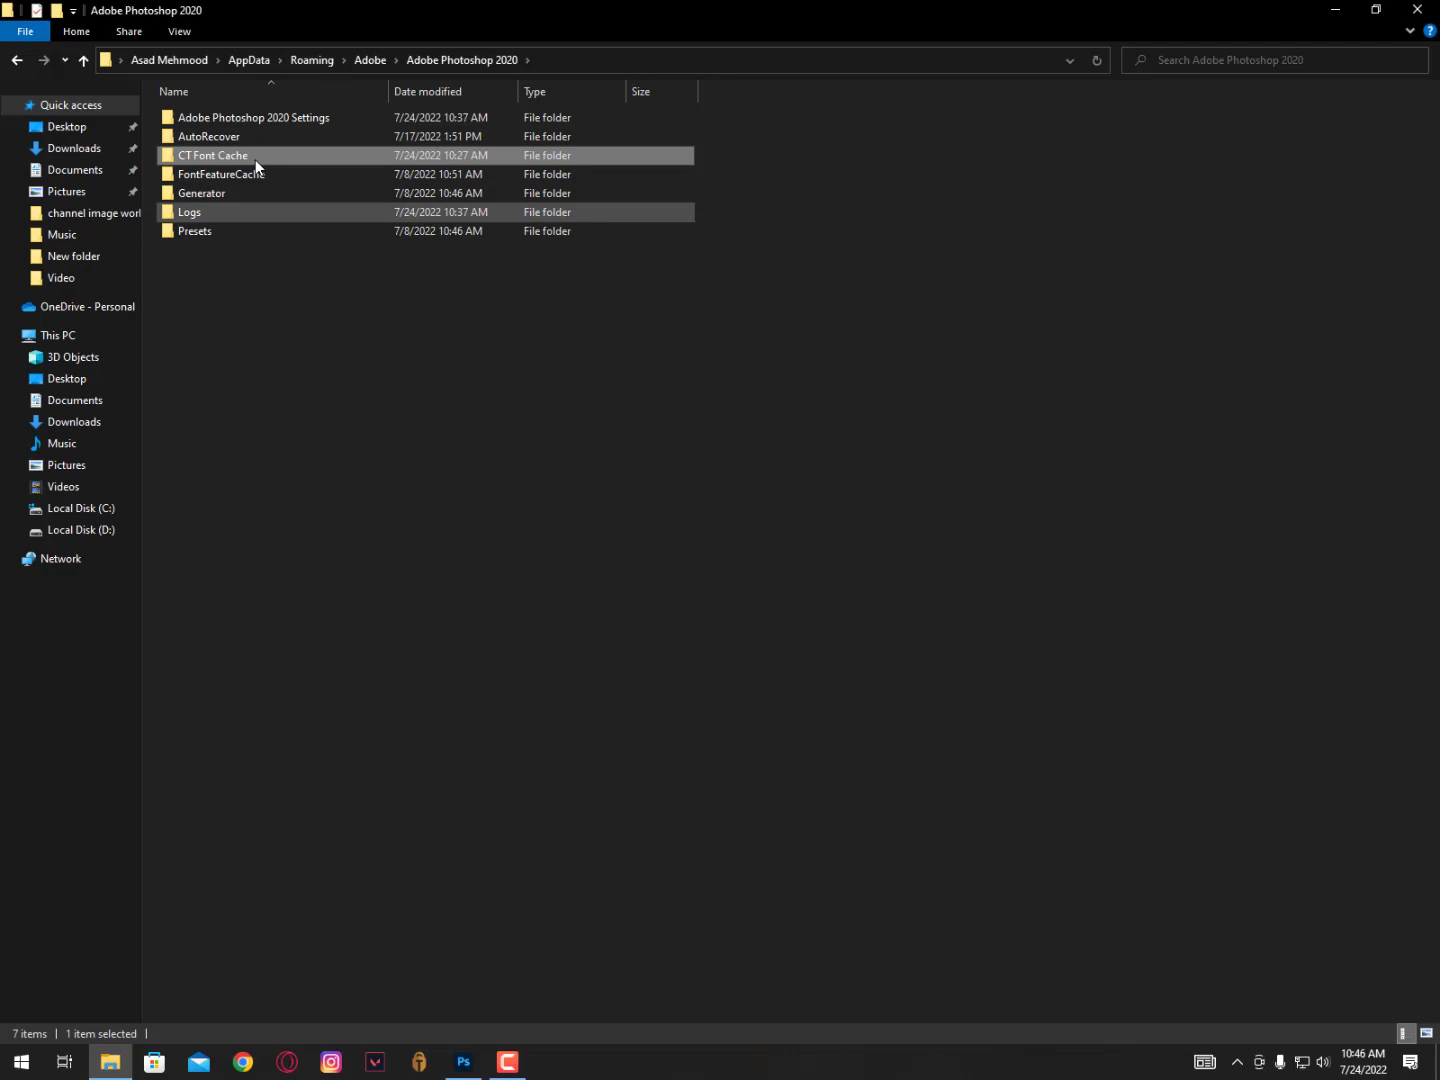 Adobe Photoshop 2020
File Home Share View
Asad Mehmood AppData Roaming Adobe Adobe Photoshop 2020
Search Adobe Photoshop 2020
Name Date modified Type Size
Adobe Photoshop 2020 Settings 7/24/2022 10:37 AM File folder
AutoRecover 7/17/2022 1:51 PM File folder
CT Font Cache 7/24/2022 10:27 AM File folder
FontFeatureCache 7/8/2022 10:51 AM File folder
Generator 7/8/2022 10:46 AM File folder
Logs 7/24/2022 10:37 AM File folder
Presets 7/8/2022 10:46 AM File folder
Quick access
Desktop
Downloads
Documents
Pictures
channel image worl
Music
New folder
Video
OneDrive - Personal
This PC
3D Objects
Desktop
Documents
Downloads
Music
Pictures
Videos
Local Disk (C:)
Local Disk (D:)
Network
7 items 1 item selected
Ps
10:46 AM
7/24/2022